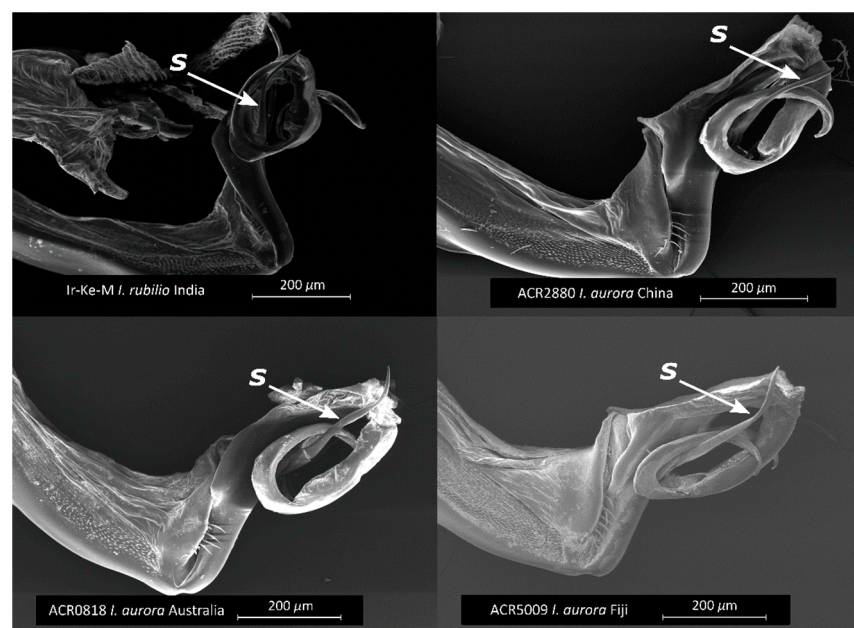 S
S
Ir-Ke-M I. rubilio India
200 µm
ACR2880 I. aurora China
200 µm
S
S
ACR0818 I. aurora Australia
200 µm
ACR5009 I. aurora Fiji
200 µm